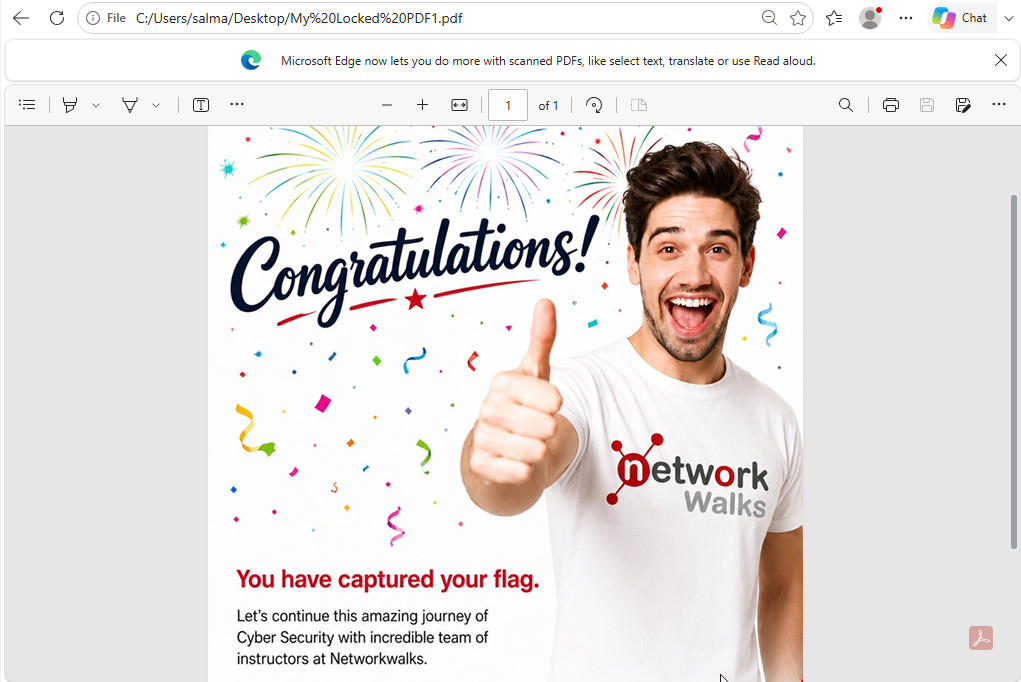 File C:/Users/salma/Desktop/My%20Locked%20PDF1.pdf
Chat
Microsoft Edge now lets you do more with scanned PDFs, like select text, translate or use Read aloud.
1 of 1
Congratulations!
network
Walks
You have captured your flag.
Let's continue this amazing journey of
Cyber Security with incredible team of
instructors at Networkwalks.